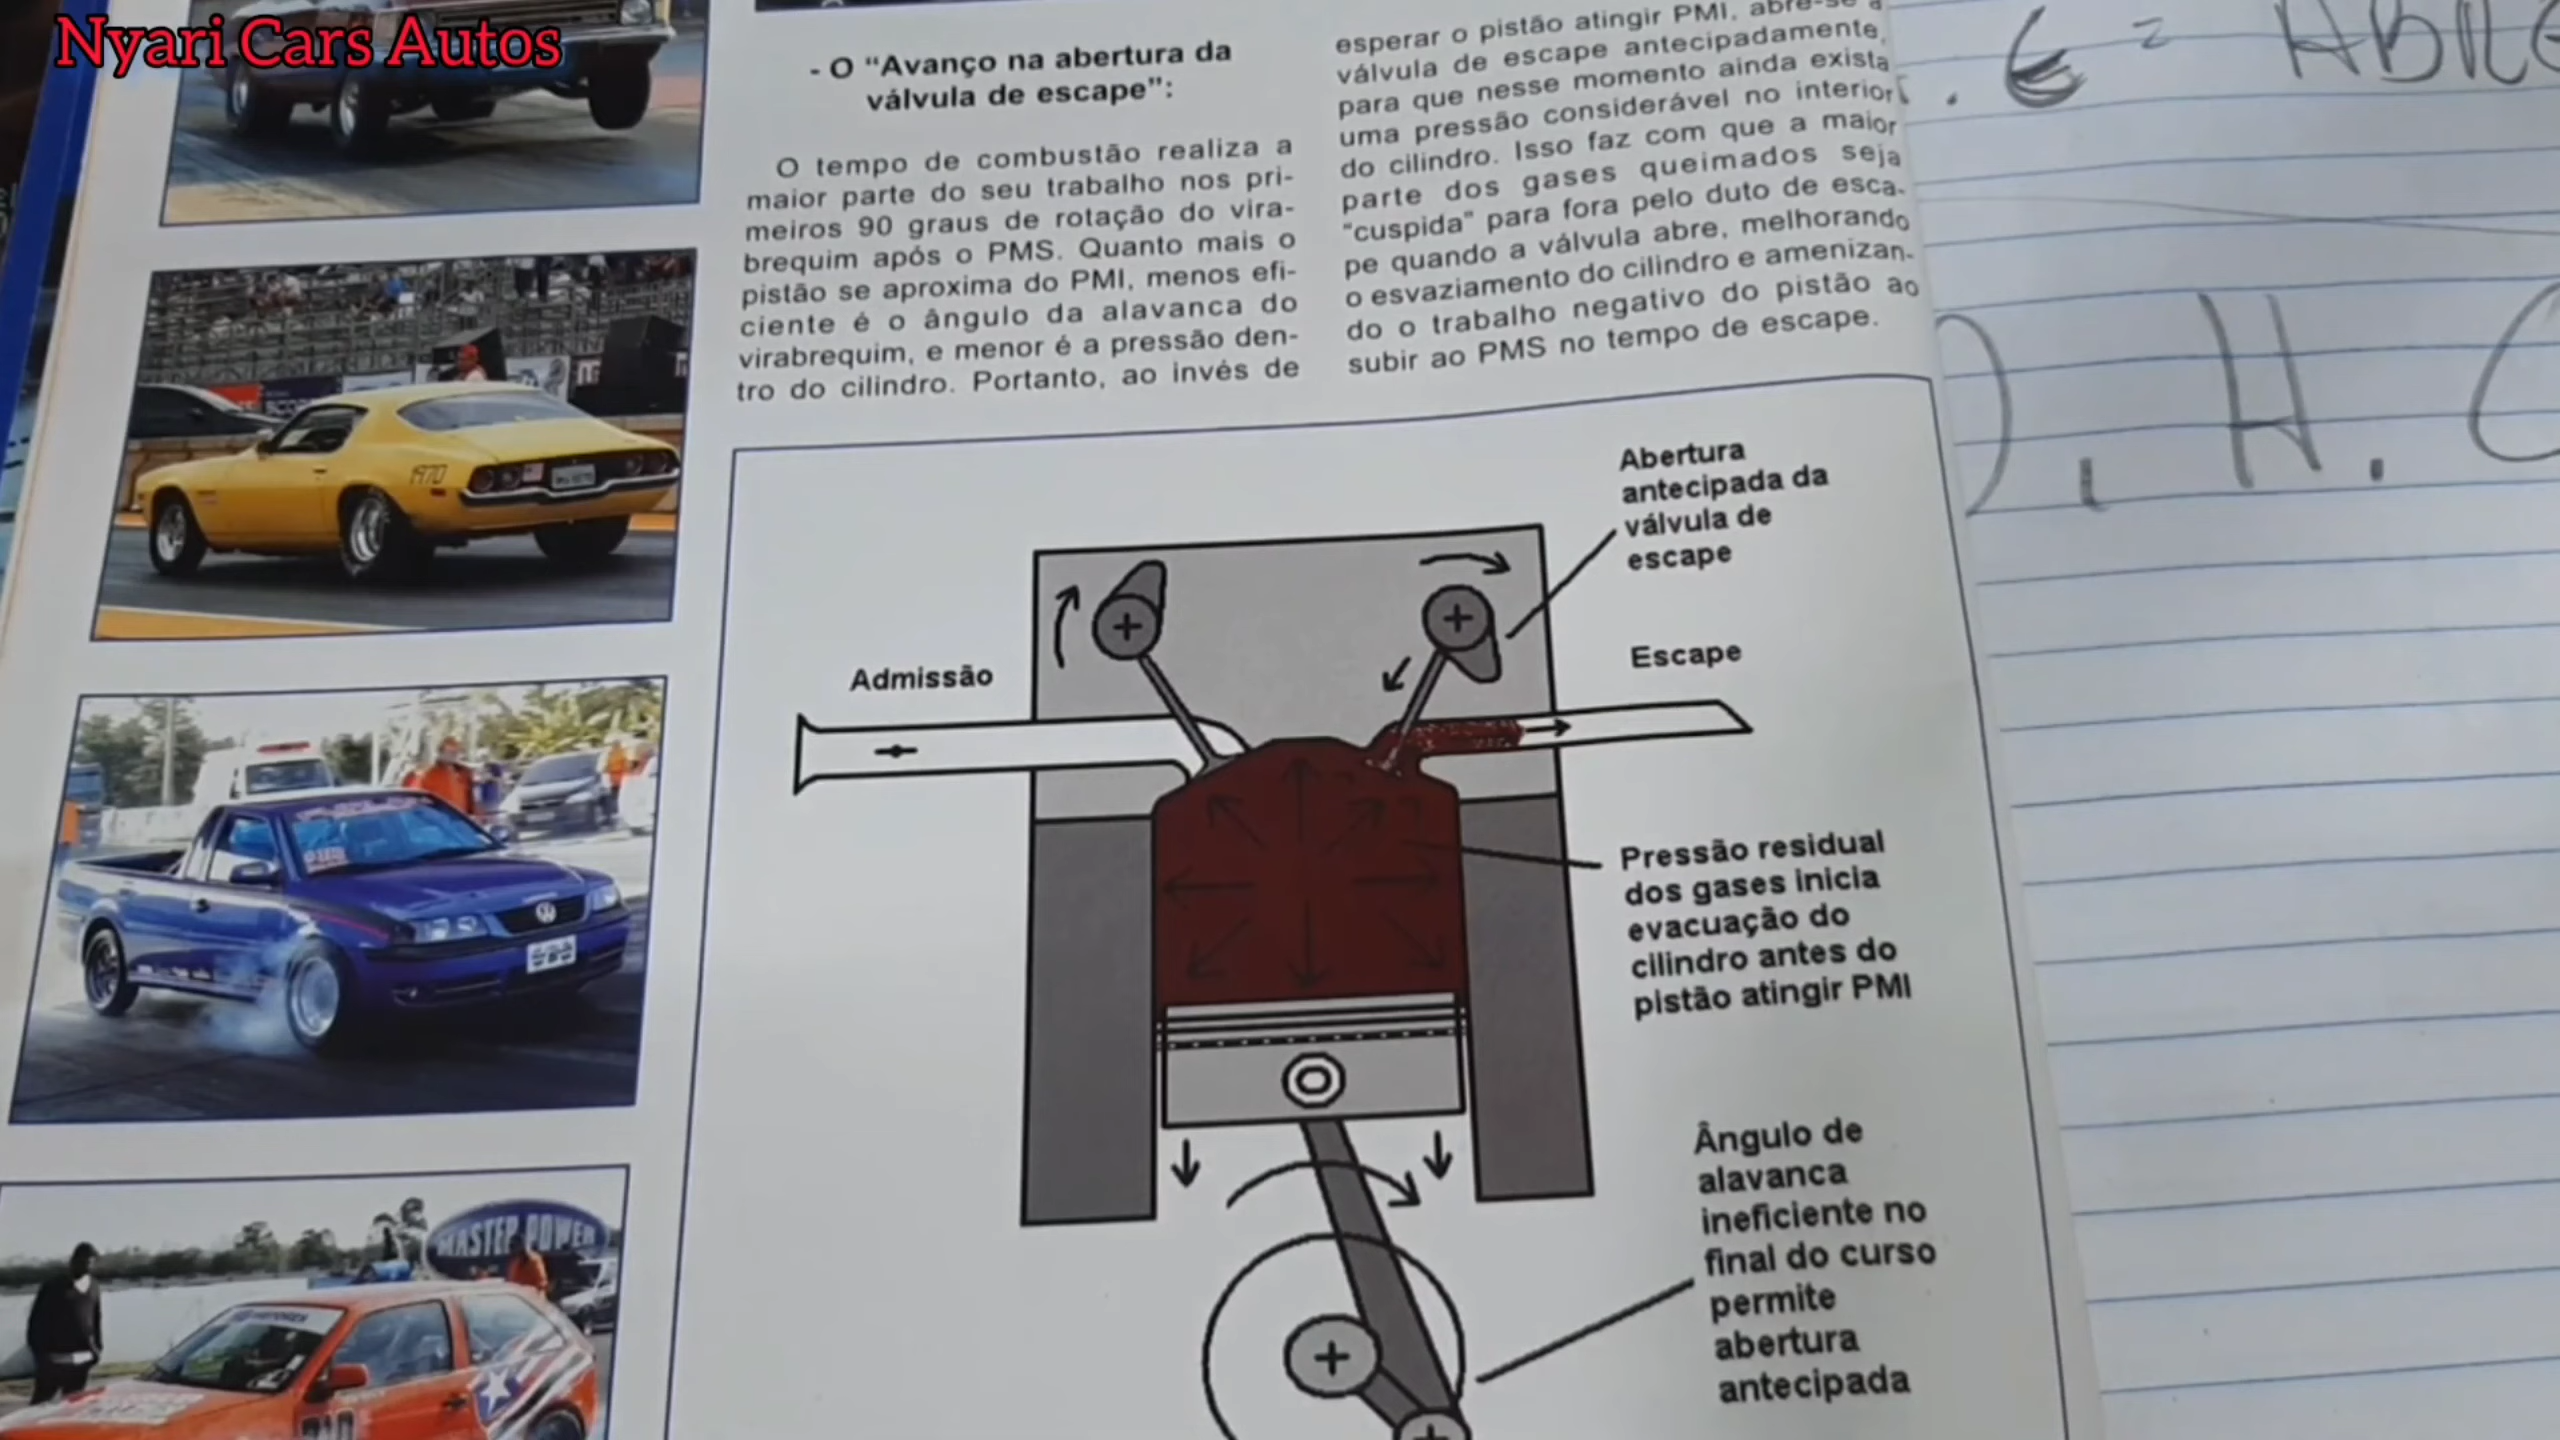 Nyari Cars Autos
- O “Avanço na abertura da
válvula de escape”:
O tempo de combustão realiza a
maior parte do seu trabalho nos pri-
meiros 90 graus de rotação do vira-
brequim após o PMS. Quanto mais o
pistão se aproxima do PMI, menos efi-
ciente é o ângulo da alavanca do
virabrequim, e menor é a pressão den-
tro do cilindro. Portanto, ao invés de
esperar o pistão atingir PMI, abre-se a
válvula de escape antecipadamente,
para que nesse momento ainda exista
uma pressão considerável no interior
do cilindro. Isso faz com que a maior
parte dos gases queimados seja
“cuspida” para fora pelo duto de esca-
pe quando a válvula abre, melhorando
o esvaziamento do cilindro e amenizan-
do o trabalho negativo do pistão ao
subir ao PMS no tempo de escape.
Abertura
antecipada da
válvula de
escape
Admissão
Escape
Pressão residual
dos gases inicia
evacuação do
cilindro antes do
pistão atingir PMI
Ângulo de
alavanca
ineficiente no
final do curso
permite
abertura
antecipada
1970
MASTER POWER
. H .